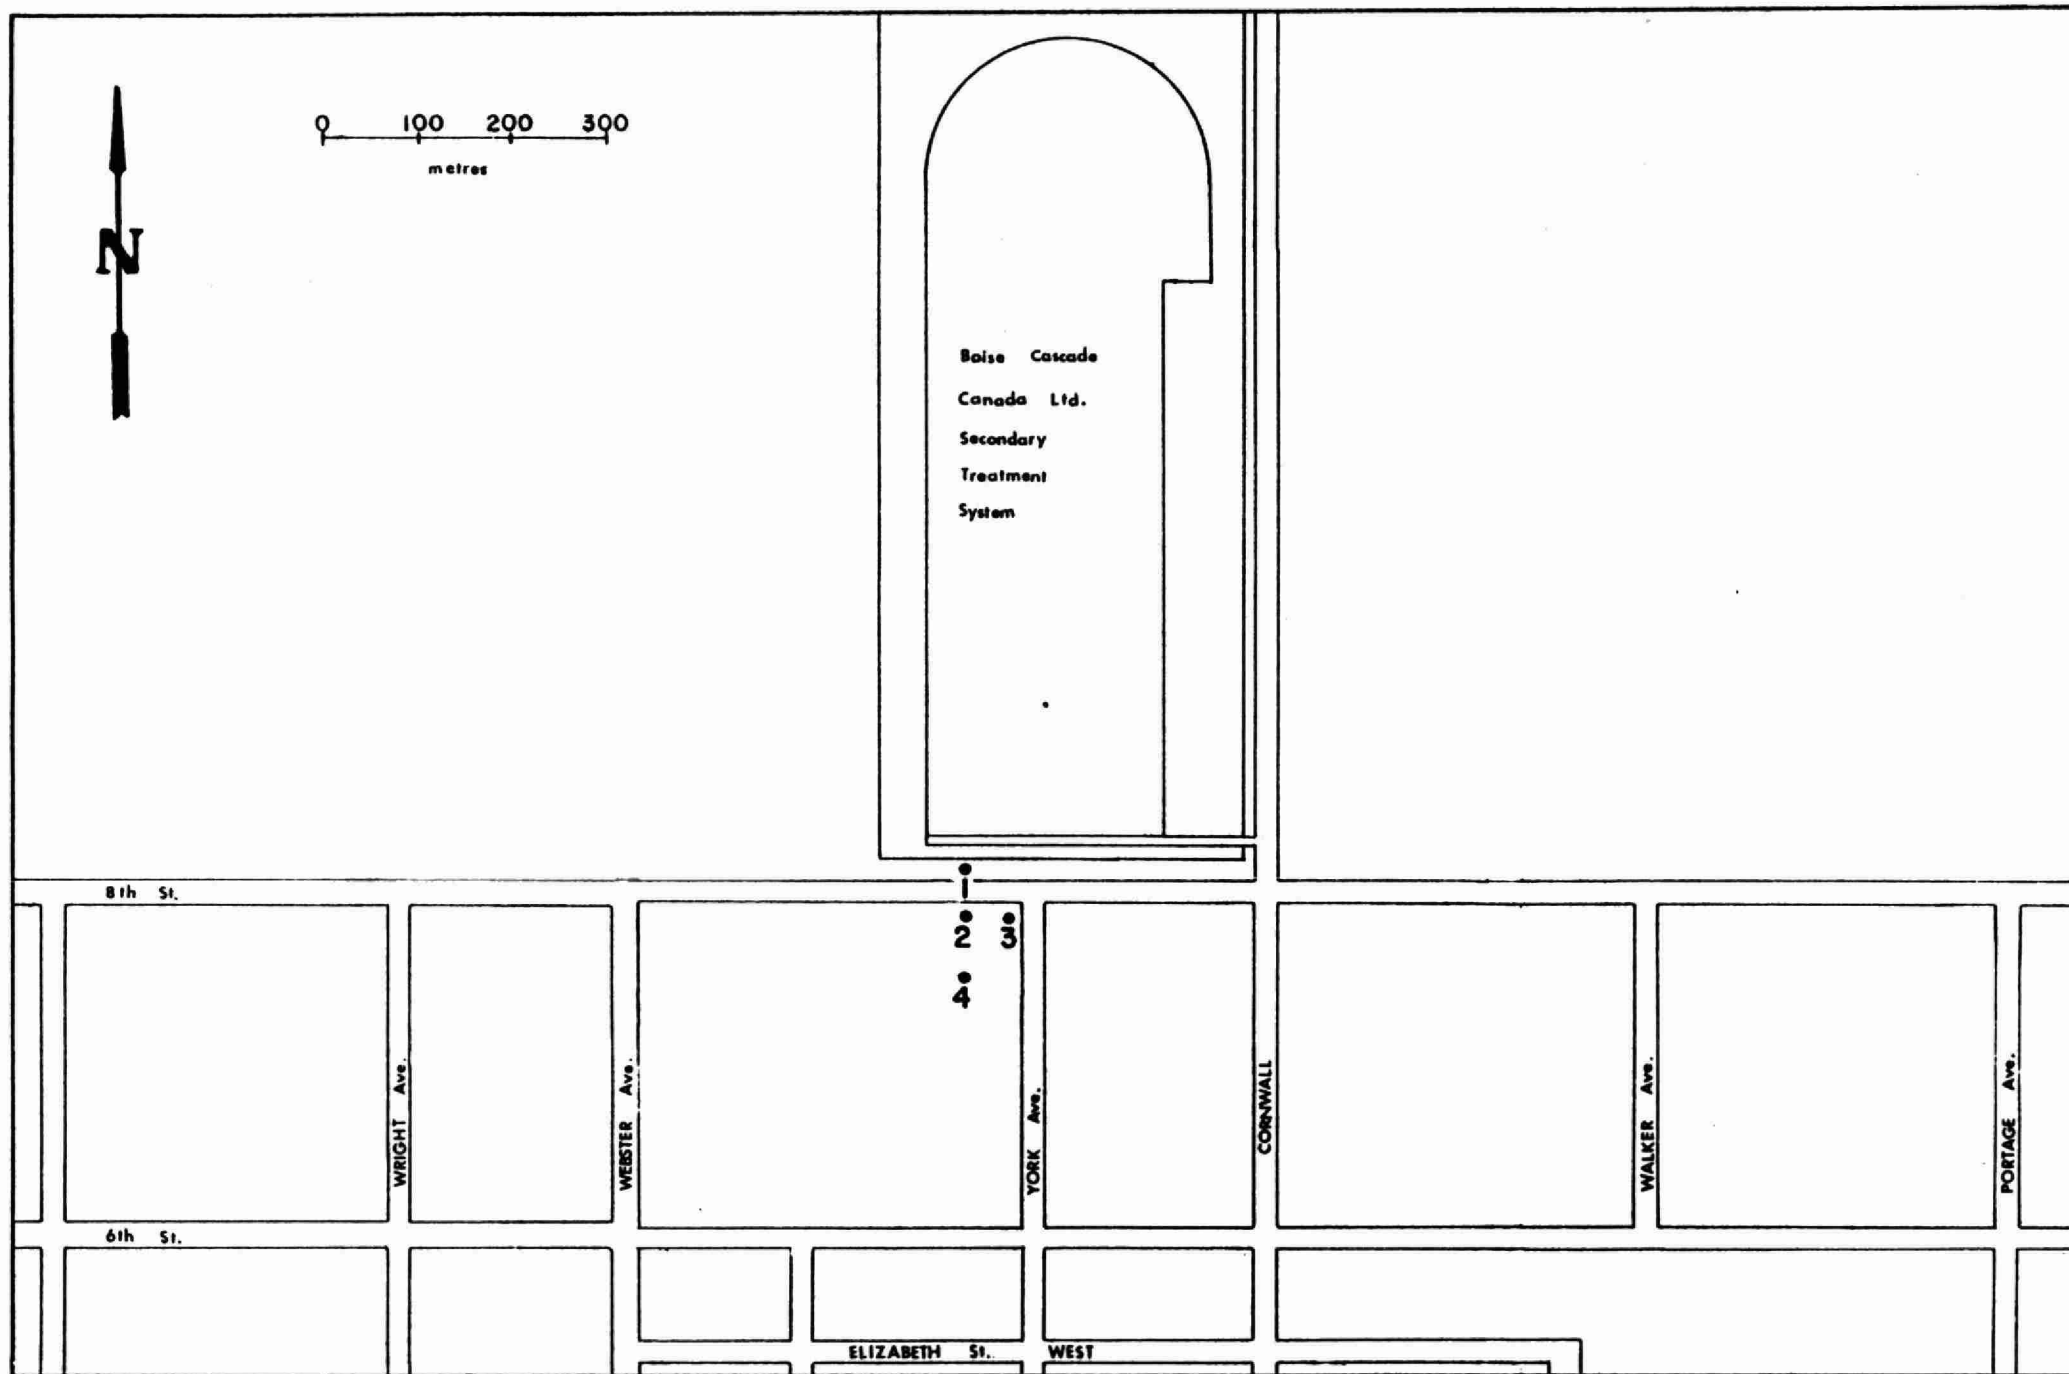 0 100 200 300
metres
N
Boise Cascade
Canada Ltd.
Secondary
Treatment
System
8th St.
1
2 3
4
WRIGHT Ave.
WEBSTER Ave.
YORK Ave.
CORNWALL
WALKER Ave.
PORTAGE Ave.
6th St.
ELIZABETH St. WEST